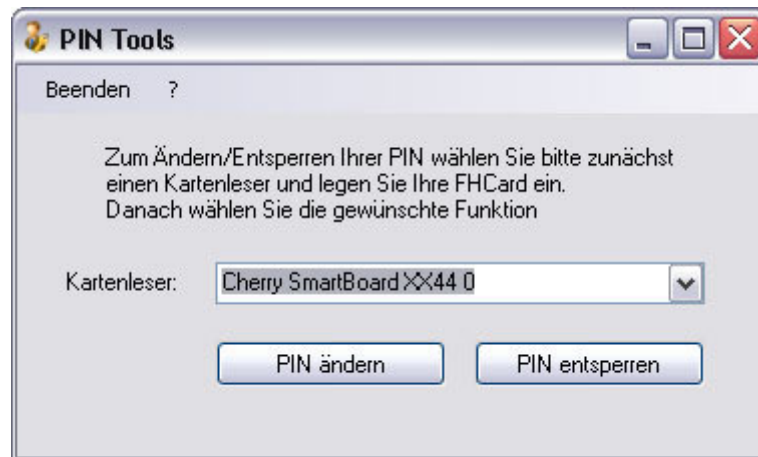 PIN Tools
Beenden ?
Zum Ändern/Entsperren Ihrer PIN wählen Sie bitte zunächst
einen Kartenleser und legen Sie Ihre FHCard ein.
Danach wählen Sie die gewünschte Funktion
Kartenleser: Cherry SmartBoard XX44 0
PIN ändern PIN entsperren